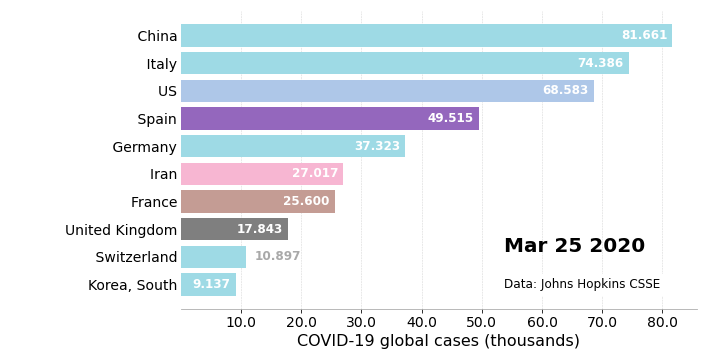 China 81.661
Italy 74.386
US 68.583
Spain 49.515
Germany 37.323
Iran 27.017
France 25.600
United Kingdom 17.843
Switzerland 10.897
Korea, South 9.137
Mar 25 2020
Data: Johns Hopkins CSSE
10.0 20.0 30.0 40.0 50.0 60.0 70.0 80.0
COVID-19 global cases (thousands)